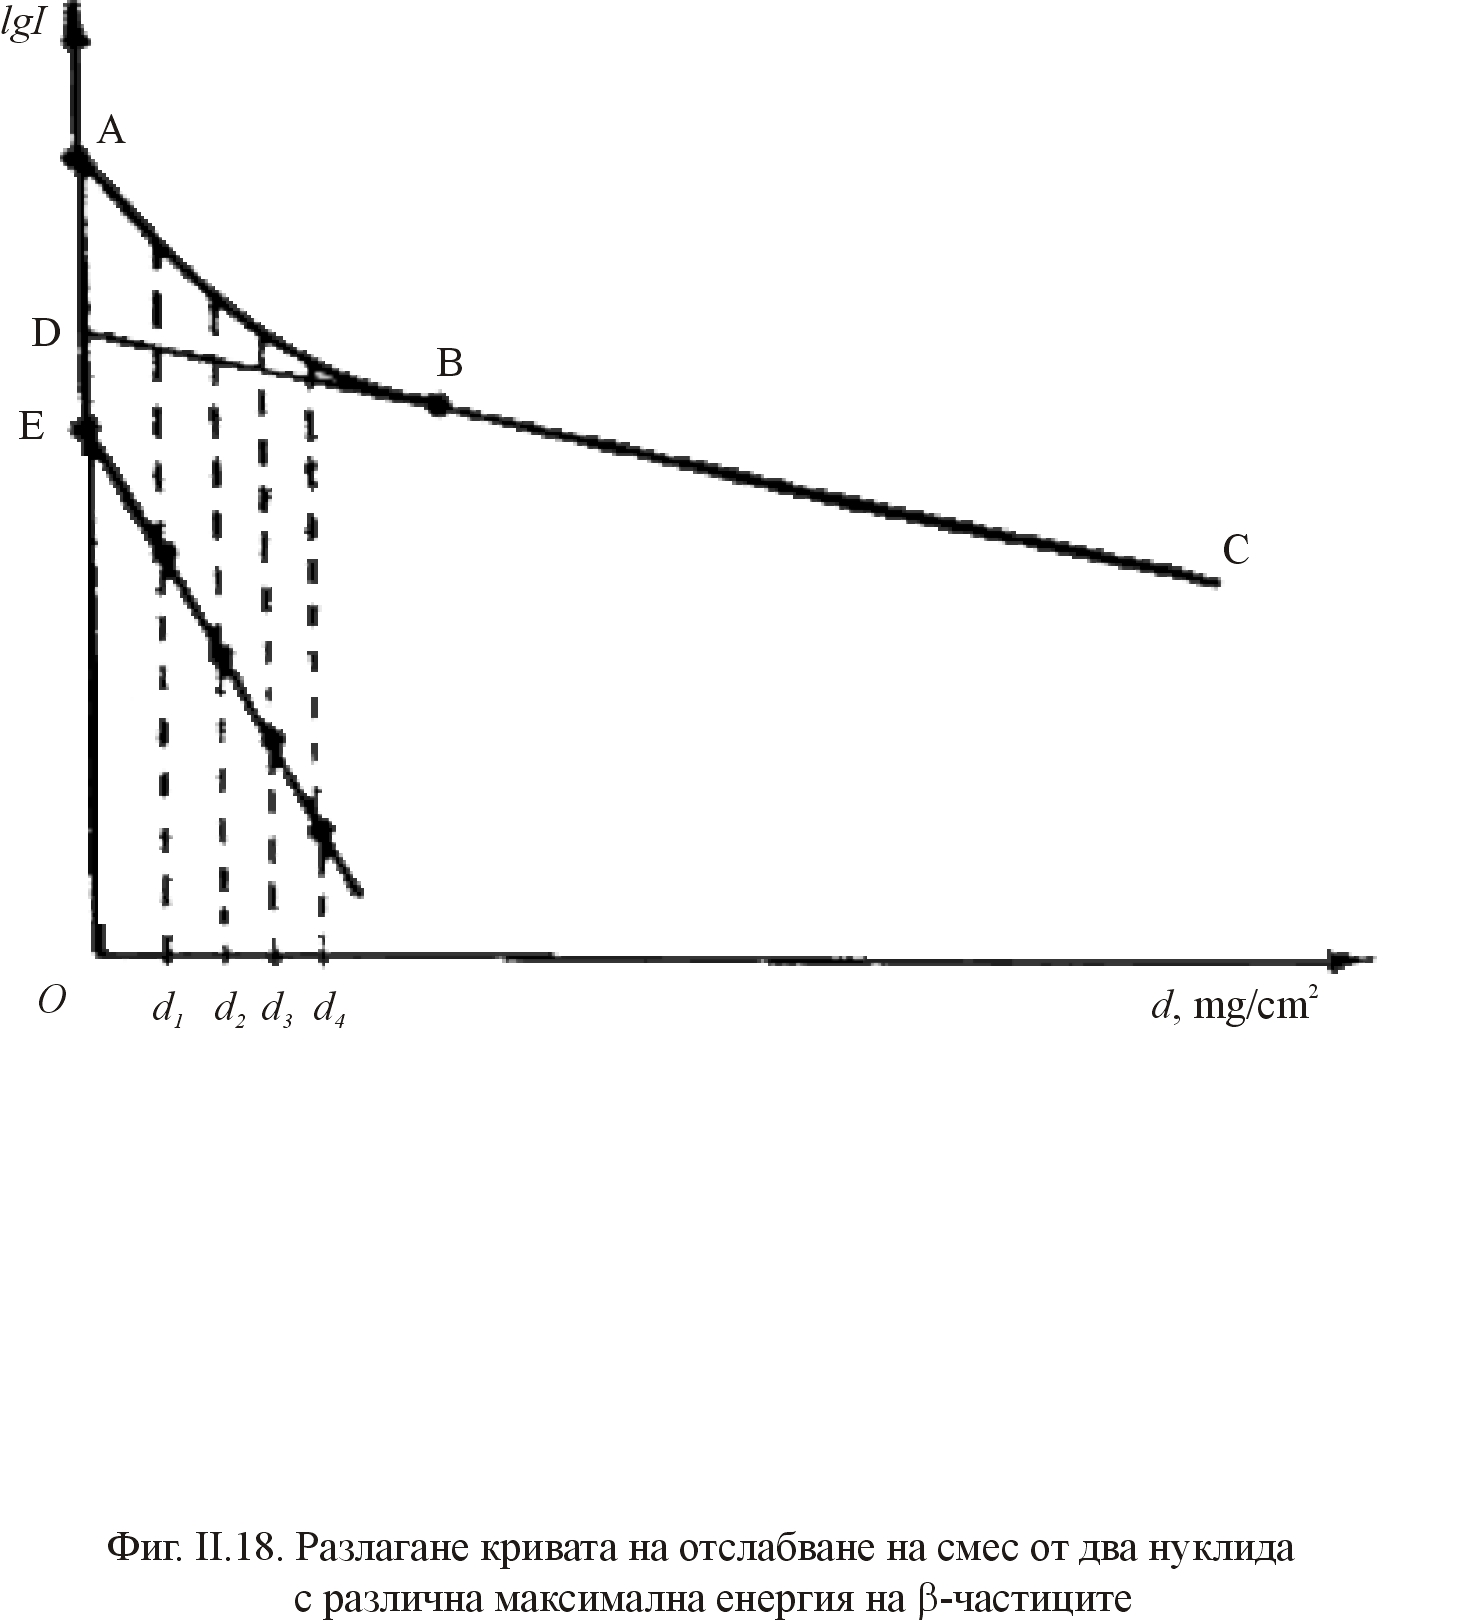 lgI
A
D
B
E
C
O
d₁ d₂ d₃ d₄
d, mg/cm²
Фиг. II.18. Разлагане кривата на отслабване на смес от два нуклида
с различна максимална енергия на β-частиците